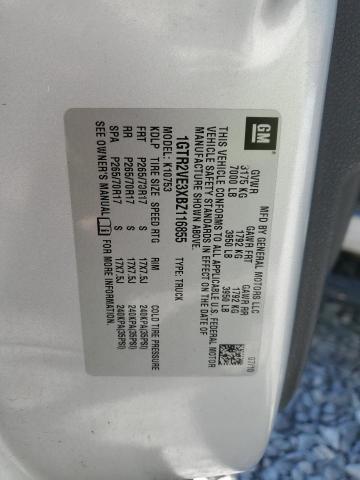 GM
MFD BY GENERAL MOTORS LLC
07/10
GVWR GAWR FRT GAWR RR
3175 KG 1792 KG 1792 KG
7000 LB 3950 LB 3950 LB
THIS VEHICLE CONFORMS TO ALL APPLICABLE U.S. FEDERAL MOTOR
VEHICLE SAFETY STANDARDS IN EFFECT ON THE DATE OF
MANUFACTURE SHOWN ABOVE.
1GTR2VE3XBZ116855 TYPE: TRUCK
MODEL: K10753
KDLP TIRE SIZE SPEED RTG RIM COLD TIRE PRESSURE
FRT P265/70R17 S 17X7.5J 240KPA(35PSI)
RR P265/70R17 S 17X7.5J 240KPA(35PSI)
SPA P265/70R17 S 17X7.5J 240KPA(35PSI)
SEE OWNER'S MANUAL FOR MORE INFORMATION.